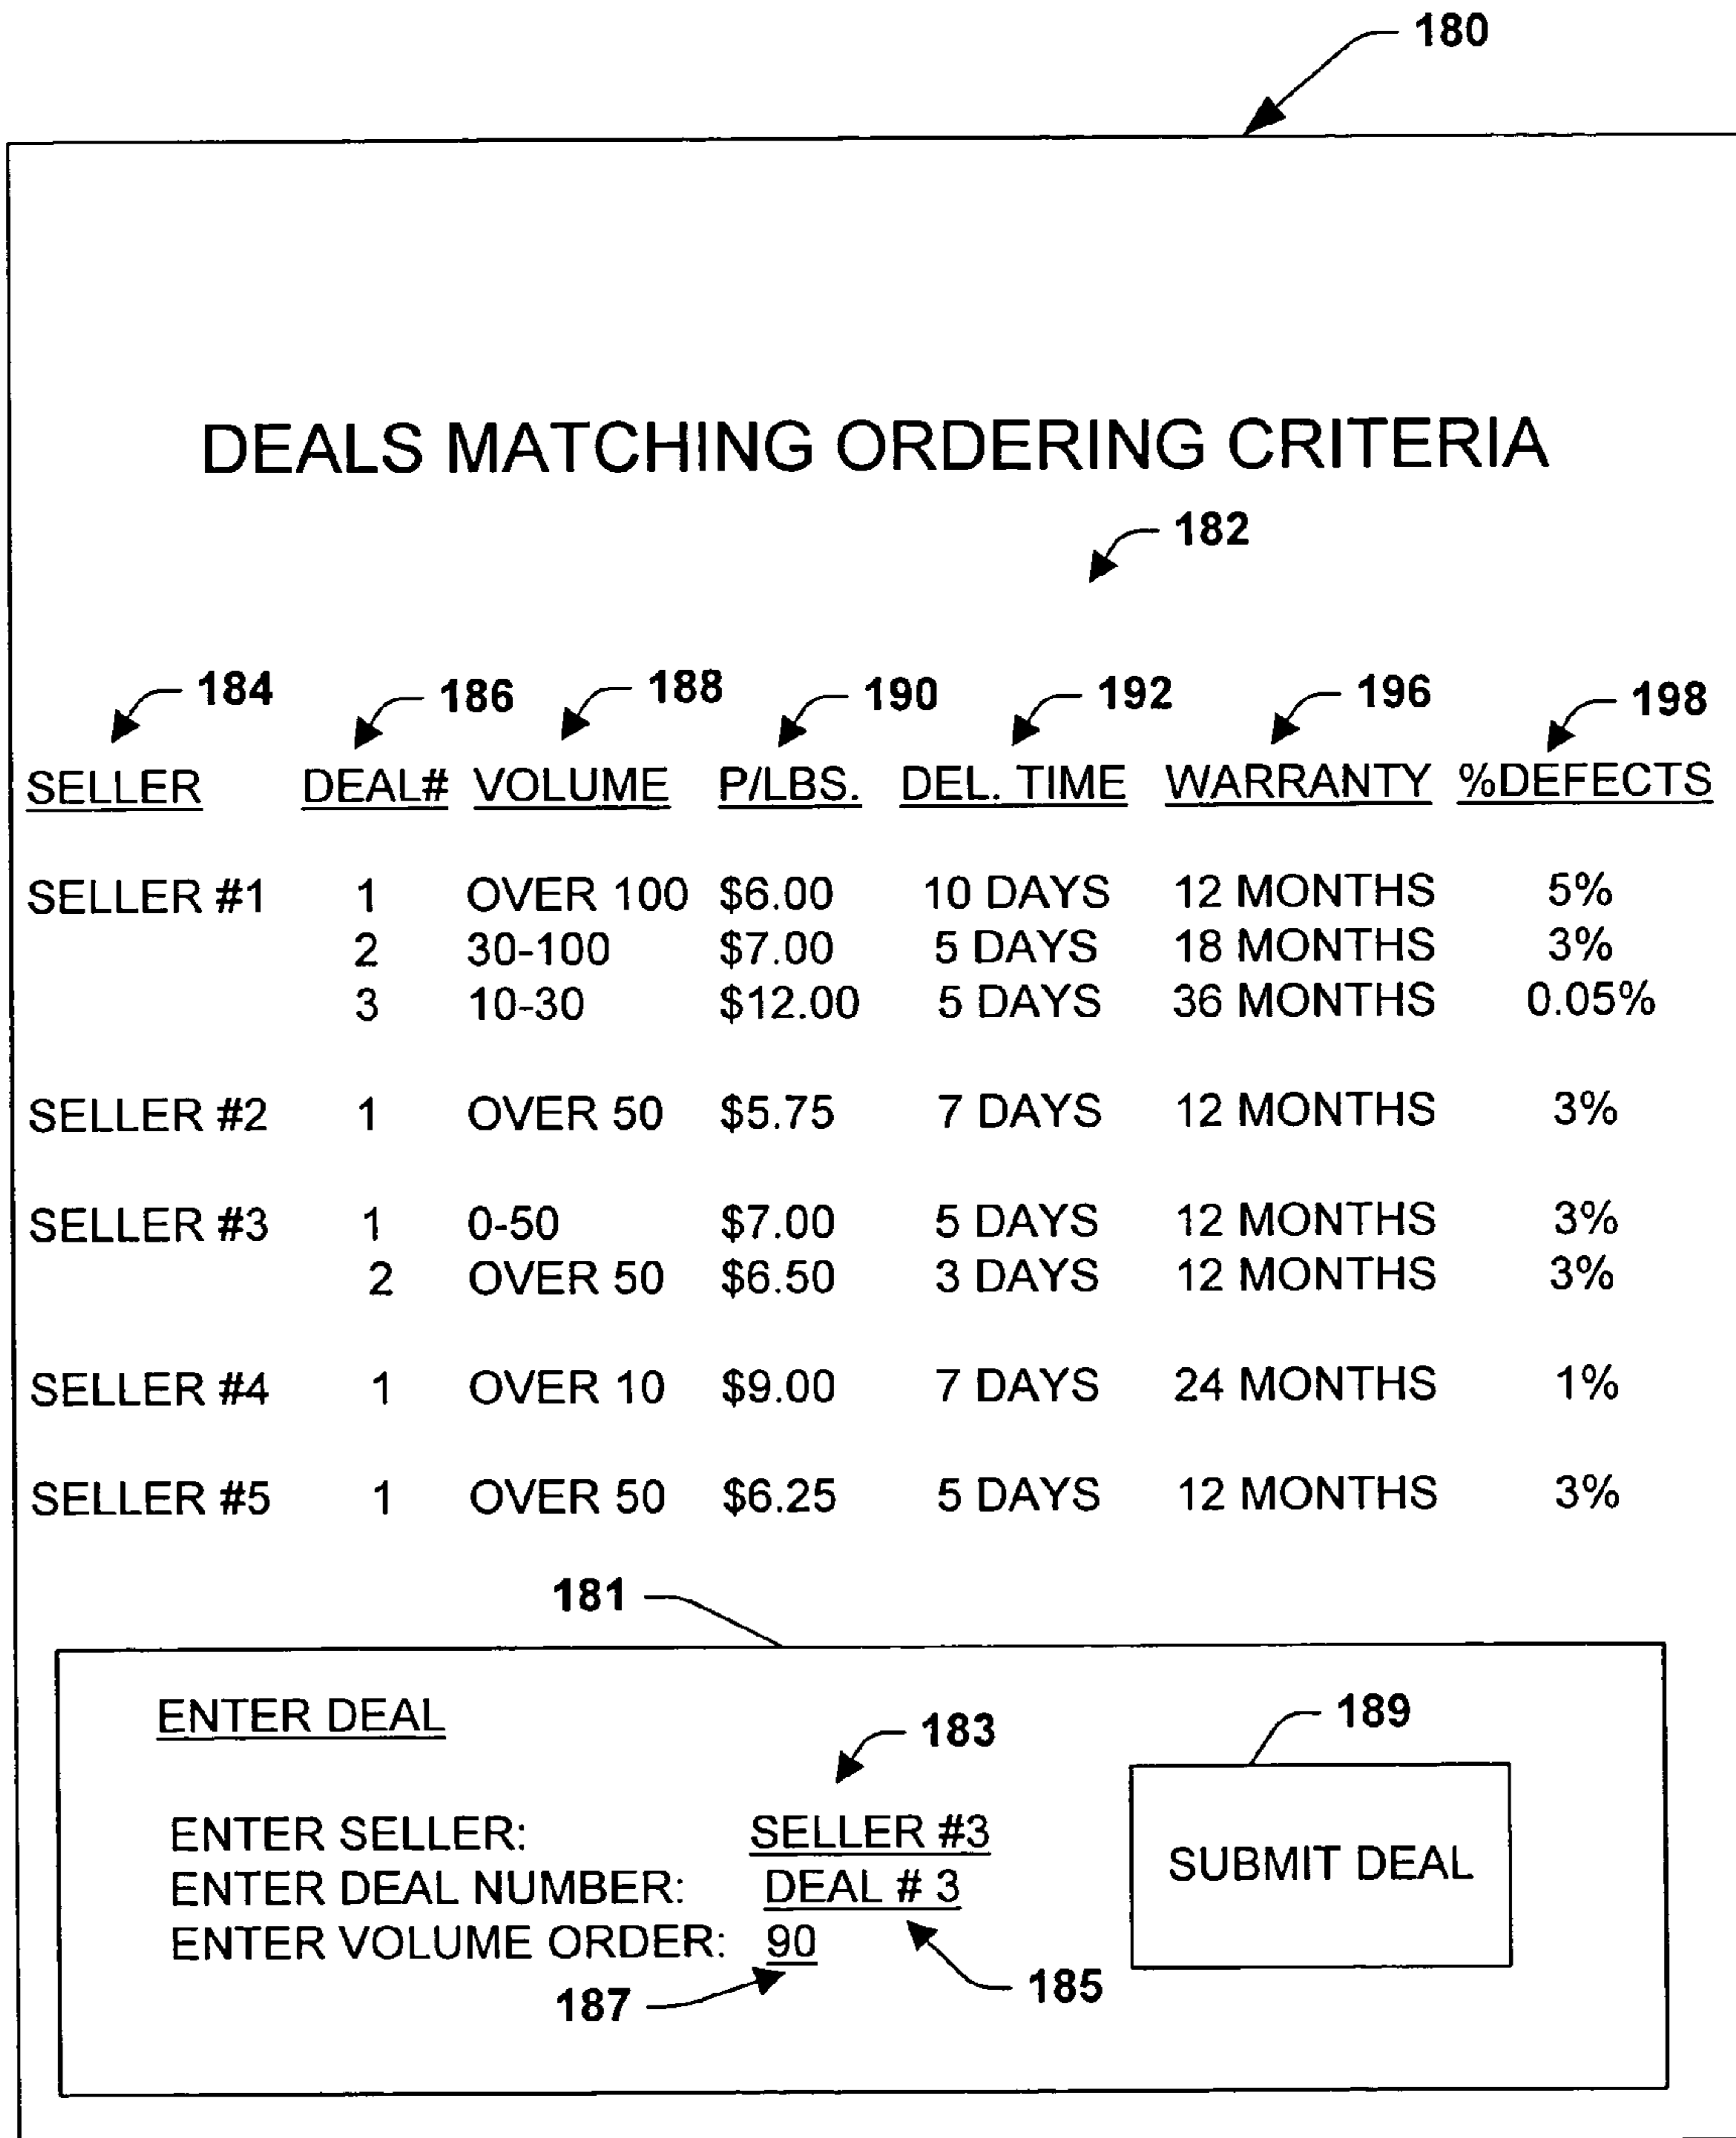 180
DEALS MATCHING ORDERING CRITERIA
182
184 186 188 190 192 196 198
SELLER DEAL# VOLUME P/LBS. DEL. TIME WARRANTY %DEFECTS
SELLER #1 1 OVER 100 $6.00 10 DAYS 12 MONTHS 5%
2 30-100 $7.00 5 DAYS 18 MONTHS 3%
3 10-30 $12.00 5 DAYS 36 MONTHS 0.05%
SELLER #2 1 OVER 50 $5.75 7 DAYS 12 MONTHS 3%
SELLER #3 1 0-50 $7.00 5 DAYS 12 MONTHS 3%
2 OVER 50 $6.50 3 DAYS 12 MONTHS 3%
SELLER #4 1 OVER 10 $9.00 7 DAYS 24 MONTHS 1%
SELLER #5 1 OVER 50 $6.25 5 DAYS 12 MONTHS 3%
181
ENTER DEAL
183
189
ENTER SELLER: SELLER #3
ENTER DEAL NUMBER: DEAL # 3
ENTER VOLUME ORDER: 90
SUBMIT DEAL
187
185